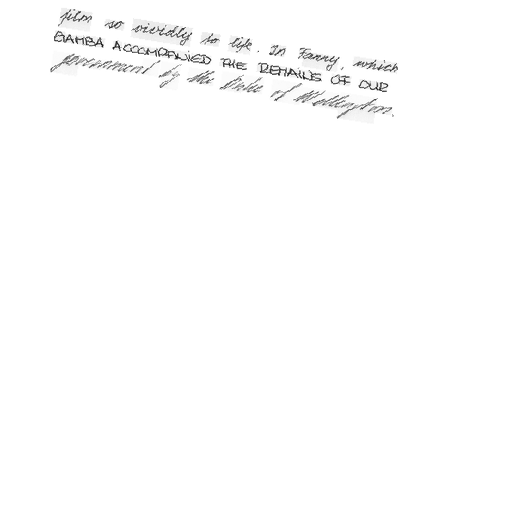 film so vividly to life. In Fanny, which
BAMBA ACCOMPANIED THE REMAINS OF OUR
government by the Duke of Wellington.